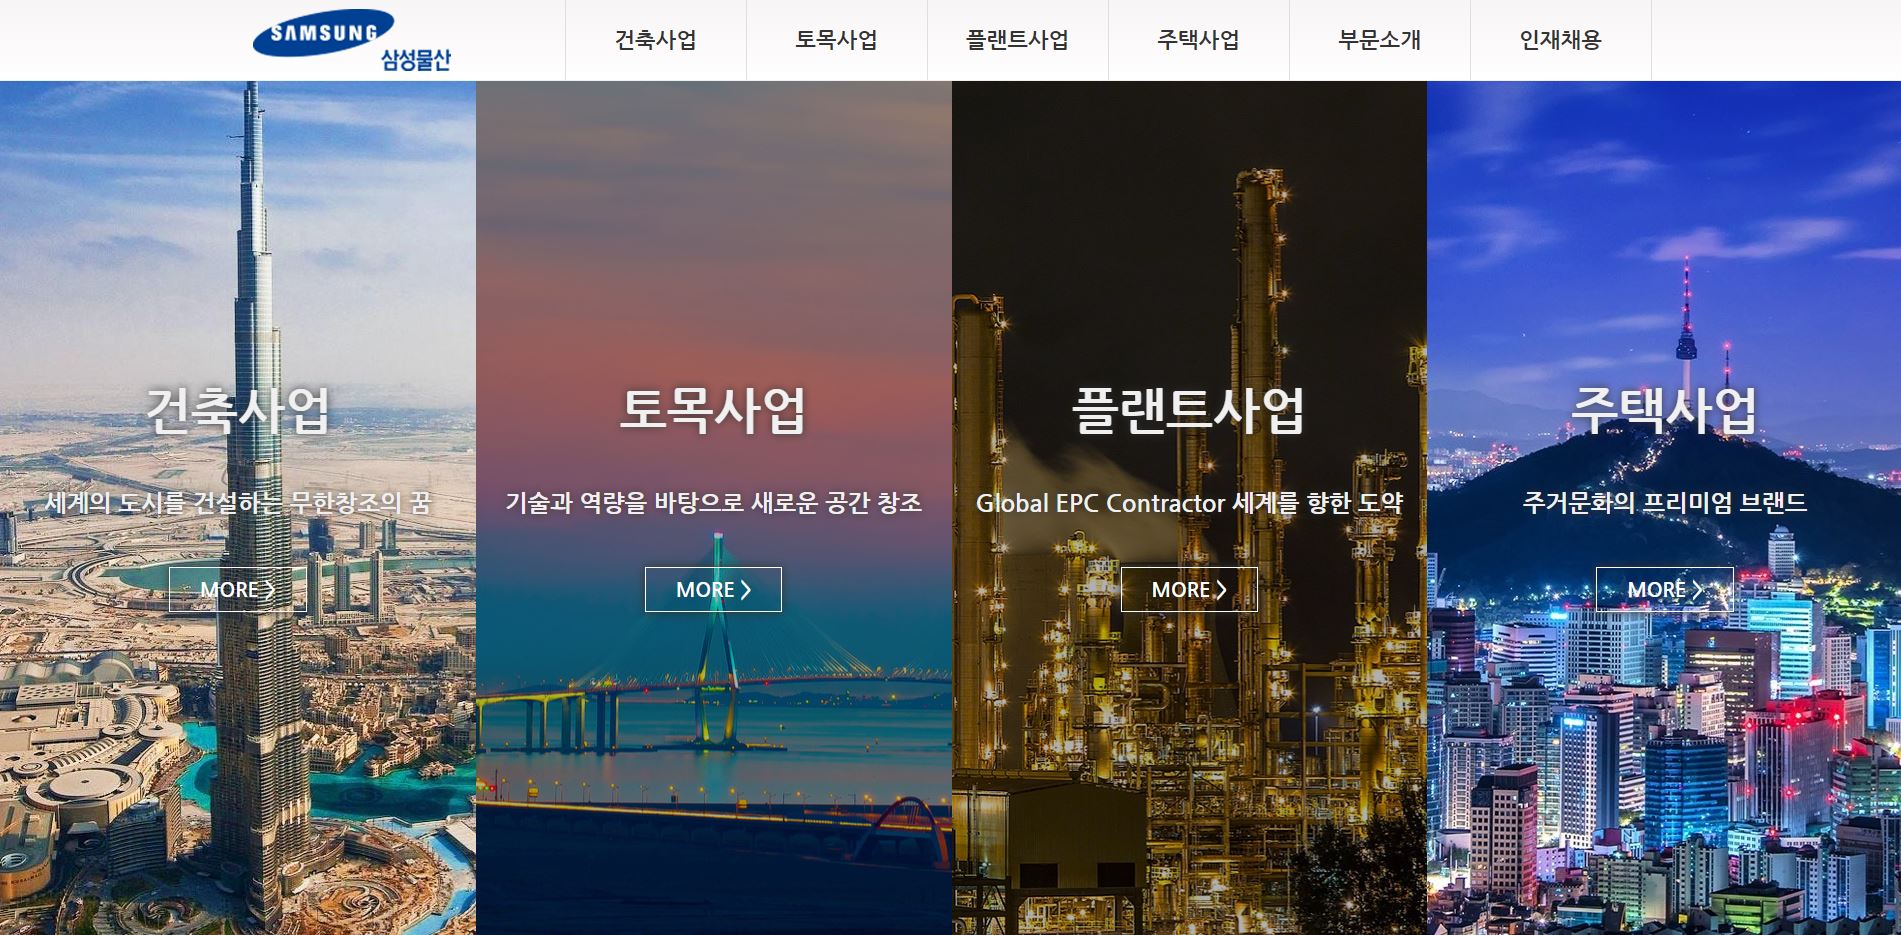 SAMSUNG
삼성물산
건축사업
토목사업
플랜트사업
주택사업
부문소개
인재채용
건축사업
세계의 도시를 건설하는 무한창조의 꿈
MORE
토목사업
기술과 역량을 바탕으로 새로운 공간 창조
MORE
플랜트사업
Global EPC Contractor 세계를 향한 도약
MORE
주택사업
주거문화의 프리미엄 브랜드
MORE